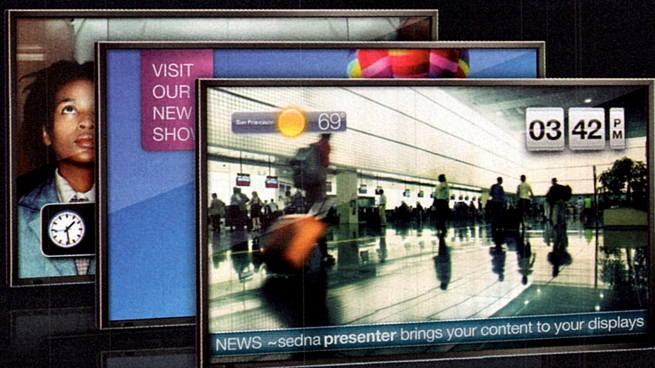 VISIT
OUR
NEW
SHOW
San Francisco 69°
03 42 PM
NEWS ~sedna presenter brings your content to your displays